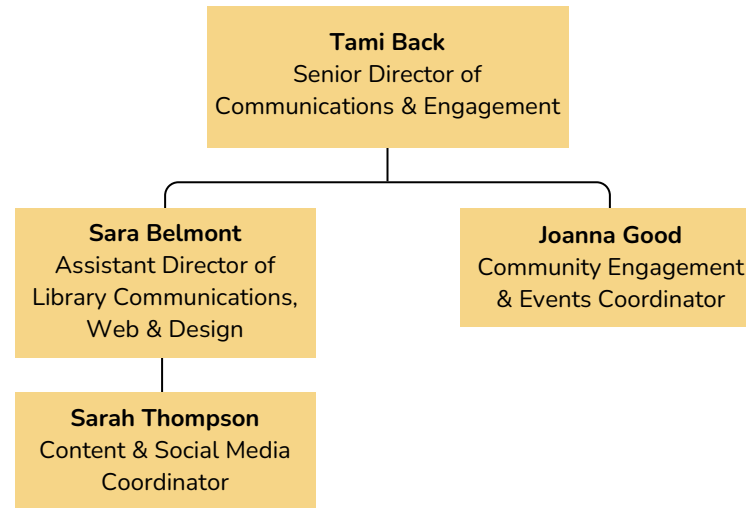 Tami Back
Senior Director of
Communications & Engagement
Sara Belmont
Assistant Director of
Library Communications,
Web & Design
Joanna Good
Community Engagement
& Events Coordinator
Sarah Thompson
Content & Social Media
Coordinator